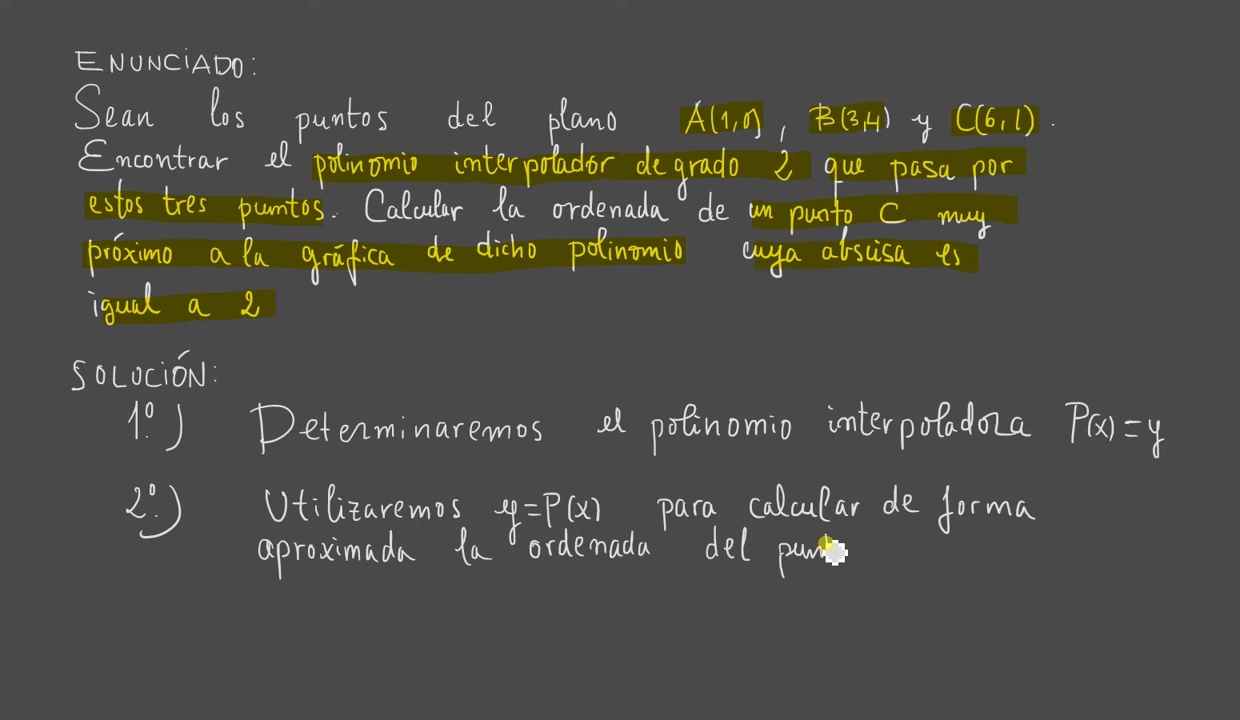 ENUNCIADO:
Sean los puntos del plano A(1,0), B(3,4) y C(6,1).
Encontrar el polinomio interpolador de grado 2 que pasa por
estos tres puntos. Calcular la ordenada de un punto C muy
próximo a la gráfica de dicho polinomio cuya abscisa es
igual a 2
SOLUCIÓN:
1º.) Determinaremos el polinomio interpoladora P(x)=y
2º.) Utilizaremos y=P(x) para calcular de forma
aproximada la ordenada del pun